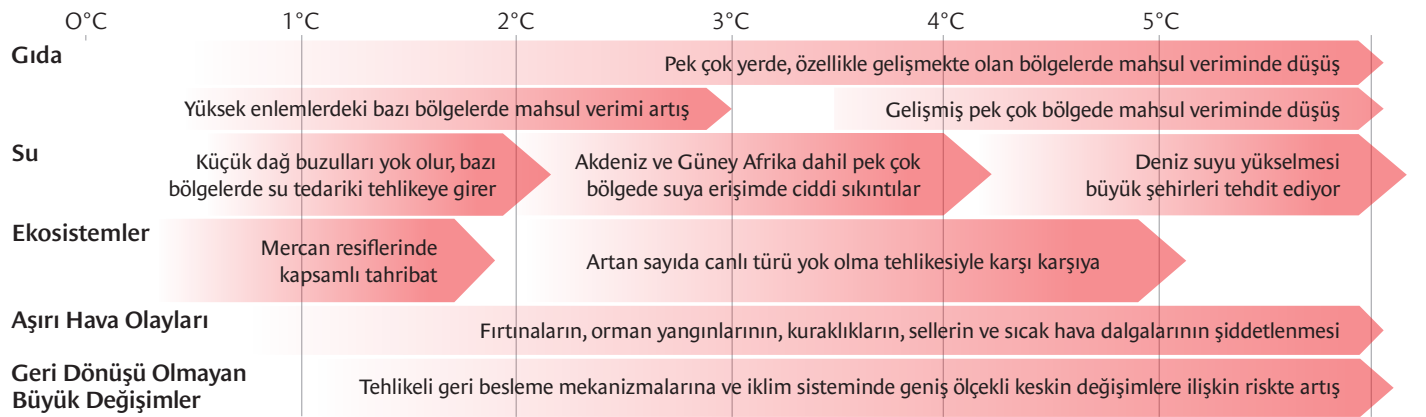 0°C 1°C 2°C 3°C 4°C 5°C
Gıda
Pek çok yerde, özellikle gelişmekte olan bölgelerde mahsul veriminde düşüş
Yüksek enlemlerdeki bazı bölgelerde mahsul verimi artış
Gelişmiş pek çok bölgede mahsul veriminde düşüş
Su
Küçük dağ buzulları yok olur, bazı
bölgelerde su tedariki tehlikeye girer
Akdeniz ve Güney Afrika dahil pek çok
bölgede suya erişimde ciddi sıkıntılar
Deniz suyu yükselmesi
büyük şehirleri tehdit ediyor
Ekosistemler
Mercan resiflerinde
kapsamlı tahribat
Artan sayıda canlı türü yok olma tehlikesiyle karşı karşıya
Aşırı Hava Olayları
Fırtınaların, orman yangınlarının, kuraklıkların, sellerin ve sıcak hava dalgalarının şiddetlenmesi
Geri Dönüşü Olmayan
Büyük Değişimler
Tehlikeli geri besleme mekanizmalarına ve iklim sisteminde geniş ölçekli keskin değişimlere ilişkin riskte artış